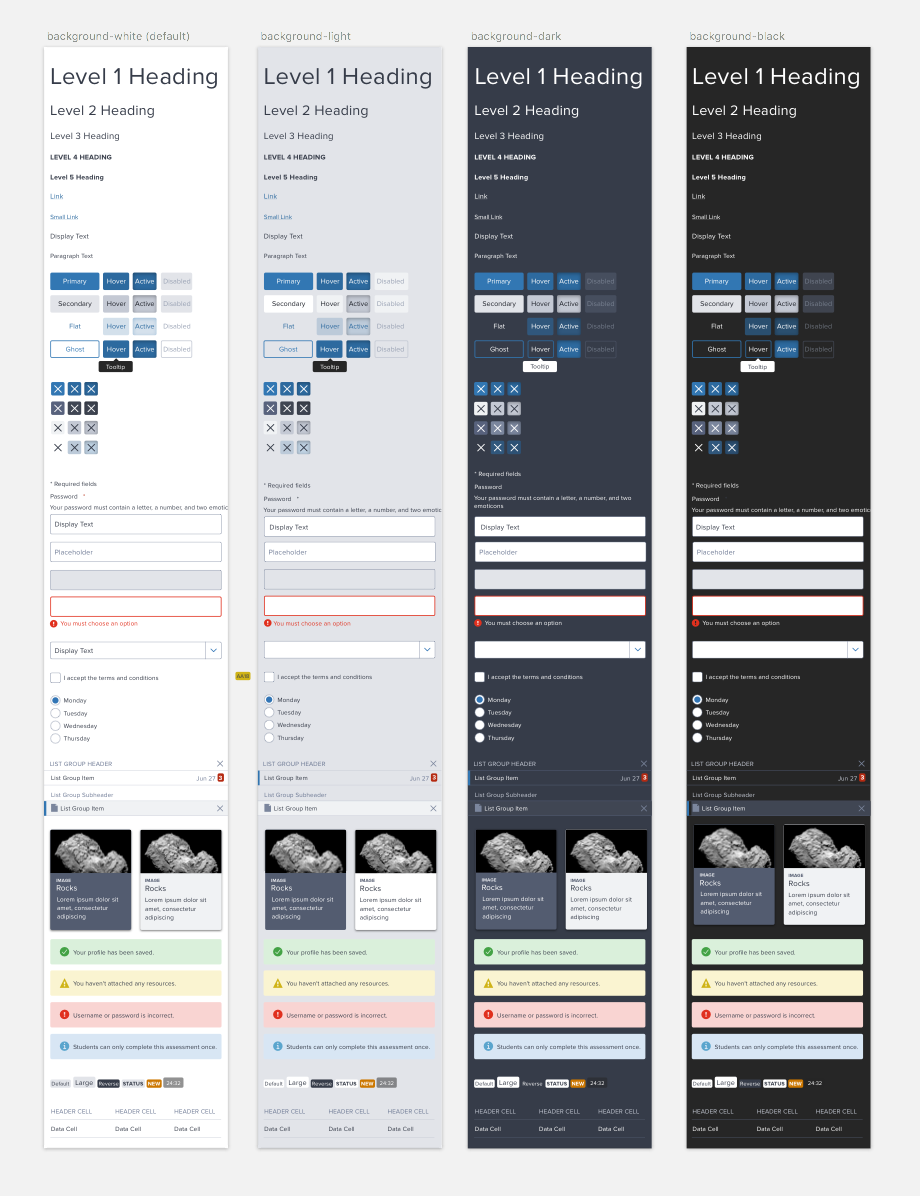 background-white (default)
Level 1 Heading
Level 2 Heading
Level 3 Heading
LEVEL 4 HEADING
Level 5 Heading
Link
Small Link
Display Text
Paragraph Text
Primary Hover Active Disabled
Secondary Hover Active Disabled
Flat Hover Active Disabled
Ghost Hover Active Disabled
Tooltip
* Required fields
Password *
Your password must contain a letter, a number, and two emotic
Display Text
Placeholder
You must choose an option
Display Text
I accept the terms and conditions
Monday
Tuesday
Wednesday
Thursday
LIST GROUP HEADER
List Group Item Jun 27 3
List Group Subheader
List Group Item
IMAGE
Rocks
Lorem ipsum dolor sit
amet, consectetur
adipiscing
IMAGE
Rocks
Lorem ipsum dolor sit
amet, consectetur
adipiscing
Your profile has been saved.
You haven't attached any resources.
Username or password is incorrect.
Students can only complete this assessment once.
Default Large Reverse STATUS NEW 24:32
HEADER CELL HEADER CELL HEADER CELL
Data Cell Data Cell Data Cell
background-light
Level 1 Heading
Level 2 Heading
Level 3 Heading
LEVEL 4 HEADING
Level 5 Heading
Link
Small Link
Display Text
Paragraph Text
Primary Hover Active Disabled
Secondary Hover Active Disabled
Flat Hover Active Disabled
Ghost Hover Active Disabled
Tooltip
* Required fields
Password *
Your password must contain a letter, a number, and two emotic
Display Text
Placeholder
You must choose an option
I accept the terms and conditions
Monday
Tuesday
Wednesday
Thursday
LIST GROUP HEADER
List Group Item Jun 27 3
List Group Subheader
List Group Item
IMAGE
Rocks
Lorem ipsum dolor sit
amet, consectetur
adipiscing
IMAGE
Rocks
Lorem ipsum dolor sit
amet, consectetur
adipiscing
Your profile has been saved.
You haven't attached any resources.
Username or password is incorrect.
Students can only complete this assessment once.
Default Large Reverse STATUS NEW 24:32
HEADER CELL HEADER CELL HEADER CELL
Data Cell Data Cell Data Cell
background-dark
Level 1 Heading
Level 2 Heading
Level 3 Heading
LEVEL 4 HEADING
Level 5 Heading
Link
Small Link
Display Text
Paragraph Text
Primary Hover Active Disabled
Secondary Hover Active Disabled
Flat Hover Active Disabled
Ghost Hover Active Disabled
Tooltip
* Required fields
Password
Your password must contain a letter, a number, and two
emoticons
Display Text
Placeholder
You must choose an option
I accept the terms and conditions
Monday
Tuesday
Wednesday
Thursday
LIST GROUP HEADER
List Group Item Jun 27 3
List Group Subheader
List Group Item
IMAGE
Rocks
Lorem ipsum dolor sit
amet, consectetur
adipiscing
IMAGE
Rocks
Lorem ipsum dolor sit
amet, consectetur
adipiscing
Your profile has been saved.
You haven't attached any resources.
Username or password is incorrect.
Students can only complete this assessment once.
Default Large Reverse STATUS NEW 24:32
HEADER CELL HEADER CELL HEADER CELL
Data Cell Data Cell Data Cell
background-black
Level 1 Heading
Level 2 Heading
Level 3 Heading
LEVEL 4 HEADING
Level 5 Heading
Link
Small Link
Display Text
Paragraph Text
Primary Hover Active Disabled
Secondary Hover Active Disabled
Flat Hover Active Disabled
Ghost Hover Active Disabled
Tooltip
* Required fields
Password *
Your password must contain a letter, a number, and two emotic
Display Text
Placeholder
You must choose an option
I accept the terms and conditions
Monday
Tuesday
Wednesday
Thursday
LIST GROUP HEADER
List Group Item Jun 27 3
List Group Subheader
List Group Item
IMAGE
Rocks
Lorem ipsum dolor sit
amet, consectetur
adipiscing
IMAGE
Rocks
Lorem ipsum dolor sit
amet, consectetur
adipiscing
Your profile has been saved.
You haven't attached any resources.
Username or password is incorrect.
Students can only complete this assessment once.
Default Large Reverse STATUS NEW 24:32
HEADER CELL HEADER CELL HEADER CELL
Data Cell Data Cell Data Cell